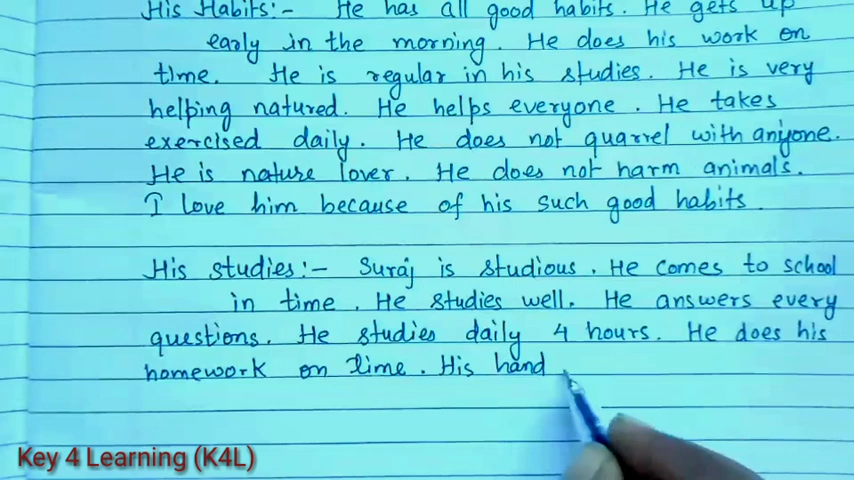 His Habits:- He has all good habits. He gets up
early in the morning. He does his work on
time. He is regular in his studies. He is very
helping natured. He helps everyone. He takes
exercised daily. He does not quarrel with anyone.
He is nature lover. He does not harm animals.
I love him because of his such good habits.
His studies:- Suraj is studious. He comes to school
in time. He studies well. He answers every
questions. He studies daily 4 hours. He does his
homework on time. His hand
Key 4 Learning (K4L)